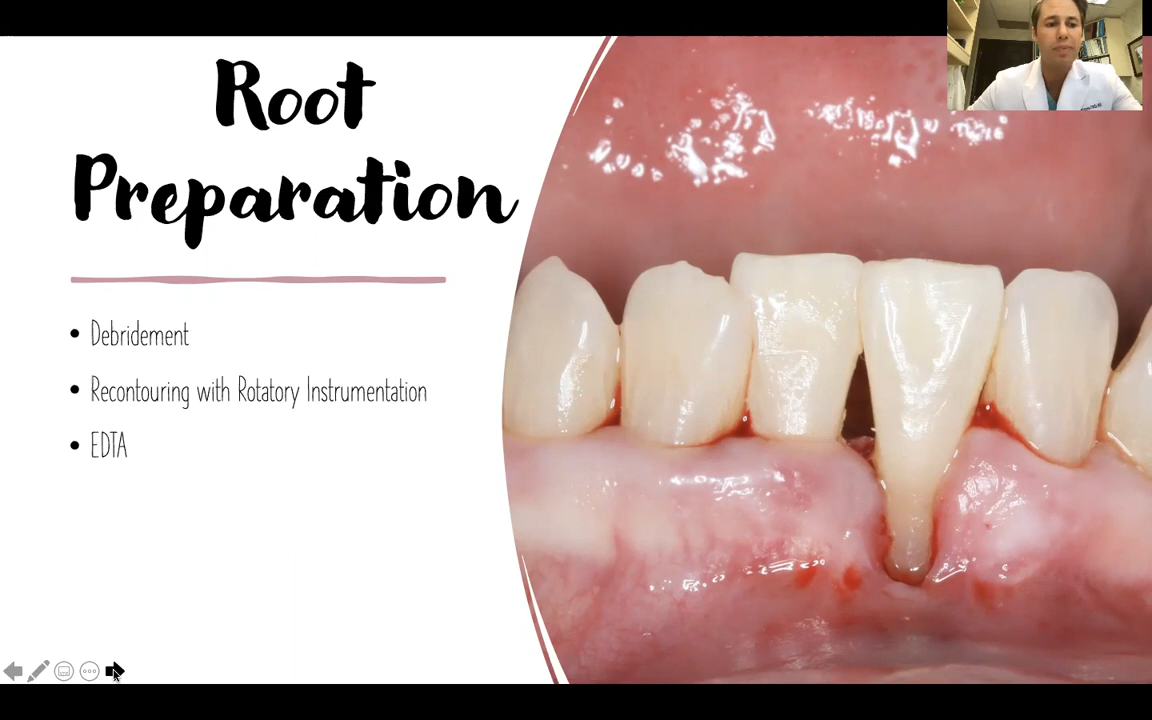 Root
Preparation
• Debridement
• Recontouring with Rotatory Instrumentation
• EDTA